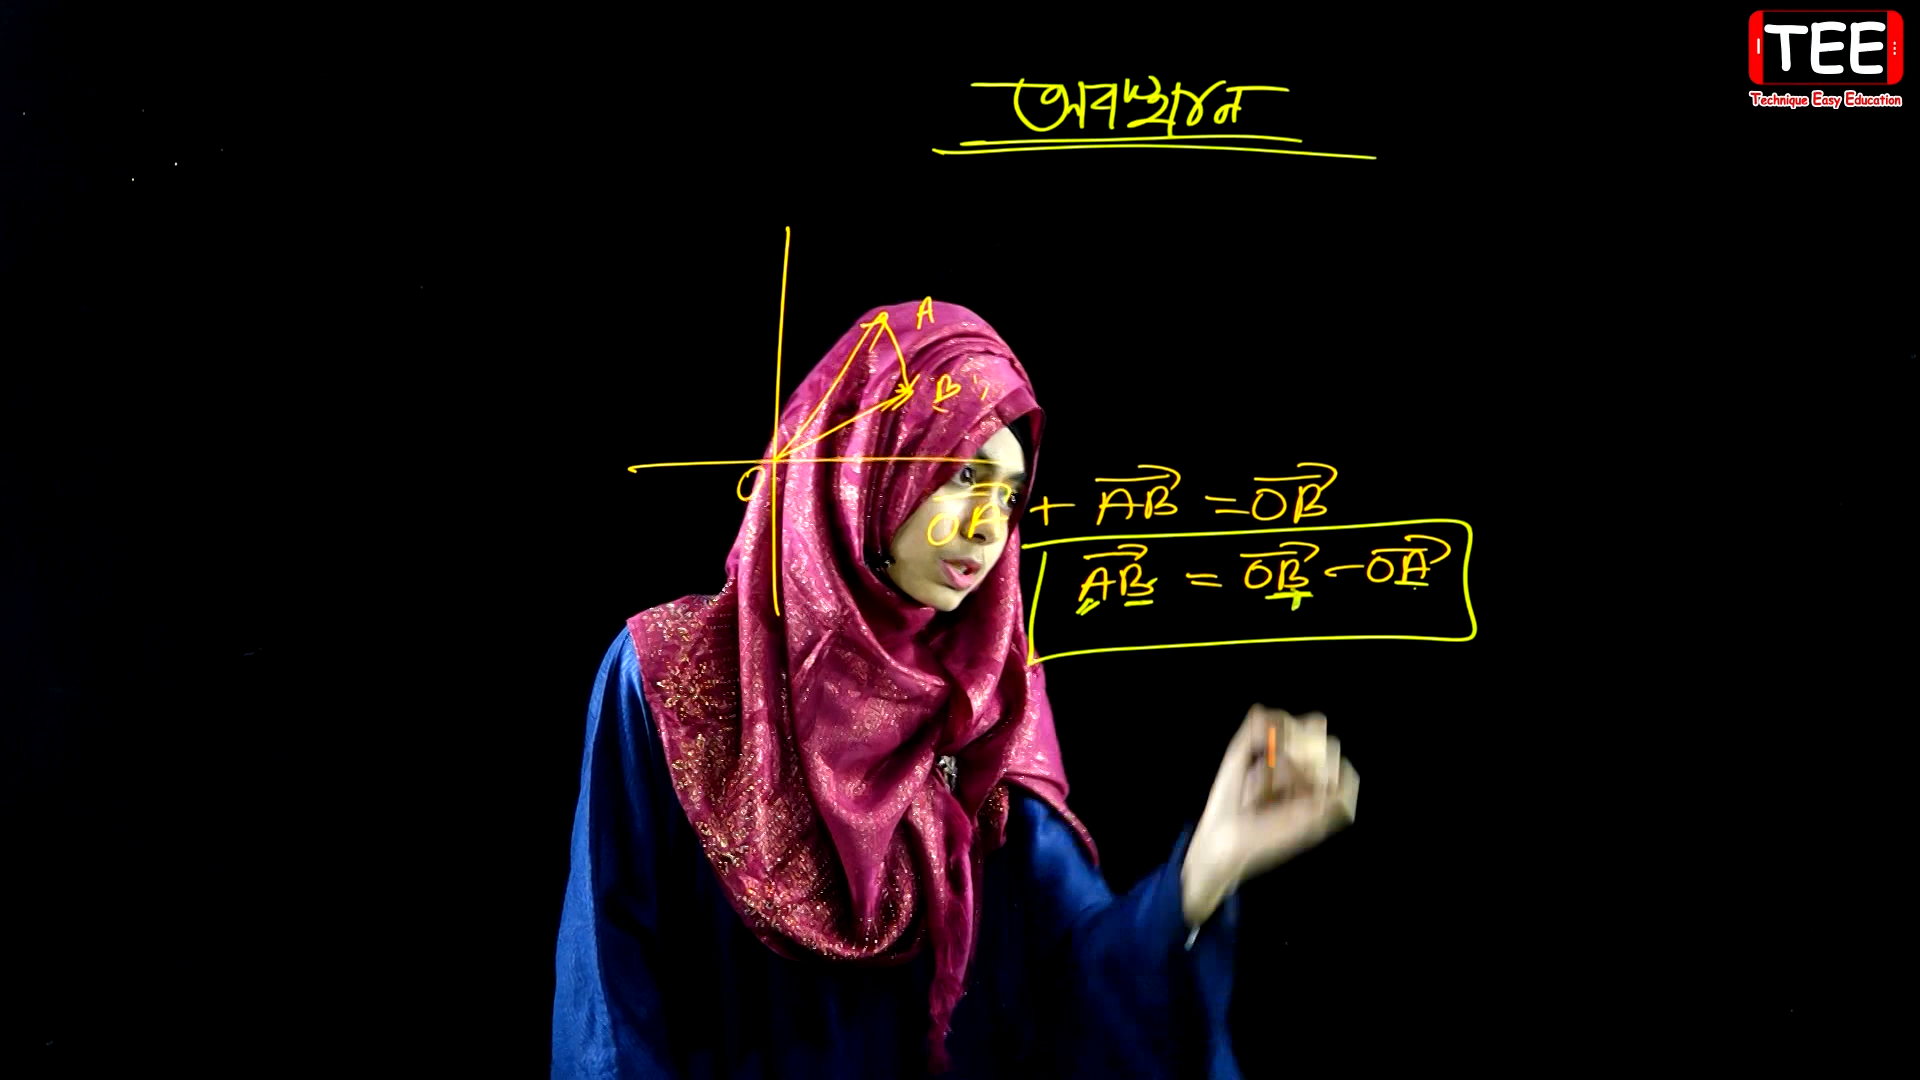 TEE
Technique Easy Education
অবস্থান
A
B
O
OA + AB = OB
AB = OB - OA